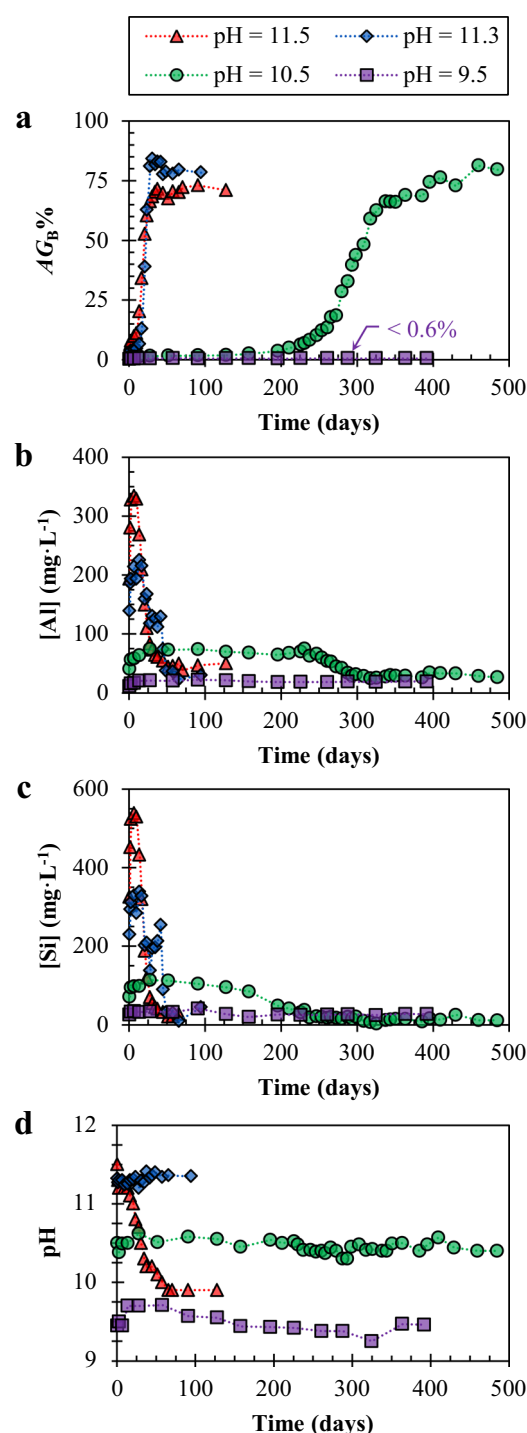 pH = 11.5 pH = 11.3
pH = 10.5 pH = 9.5
a
100
75
50
25
0
AG_B%
< 0.6%
0 100 200 300 400 500
Time (days)
b
400
300
200
100
0
[Al] (mg·L⁻¹)
0 100 200 300 400 500
Time (days)
c
600
400
200
0
[Si] (mg·L⁻¹)
0 100 200 300 400 500
Time (days)
d
12
11
10
9
pH
0 100 200 300 400 500
Time (days)